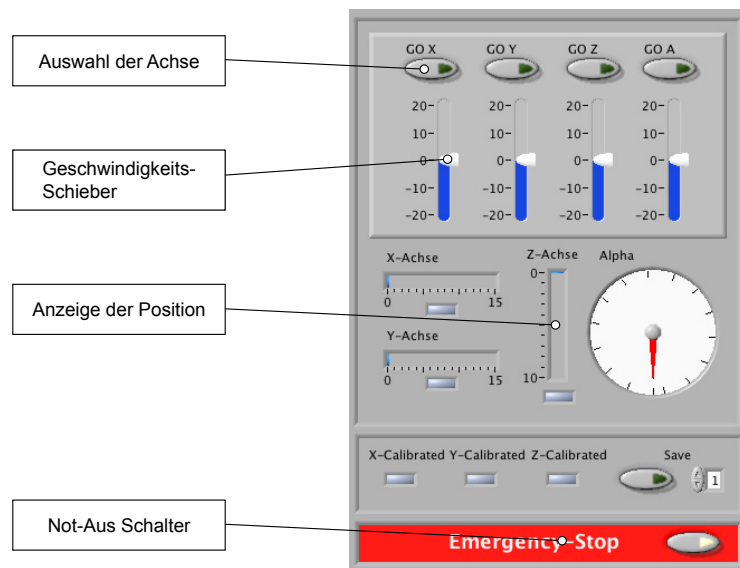 Auswahl der Achse
Geschwindigkeits-
Schieber
Anzeige der Position
Not-Aus Schalter
GO X GO Y GO Z GO A
20 20 20 20
10 10 10 10
0 0 0 0
-10 -10 -10 -10
-20 -20 -20 -20
X-Achse
0 15
Y-Achse
0 15
Z-Achse
0
10
Alpha
X-Calibrated Y-Calibrated Z-Calibrated Save
1
Emergency-Stop